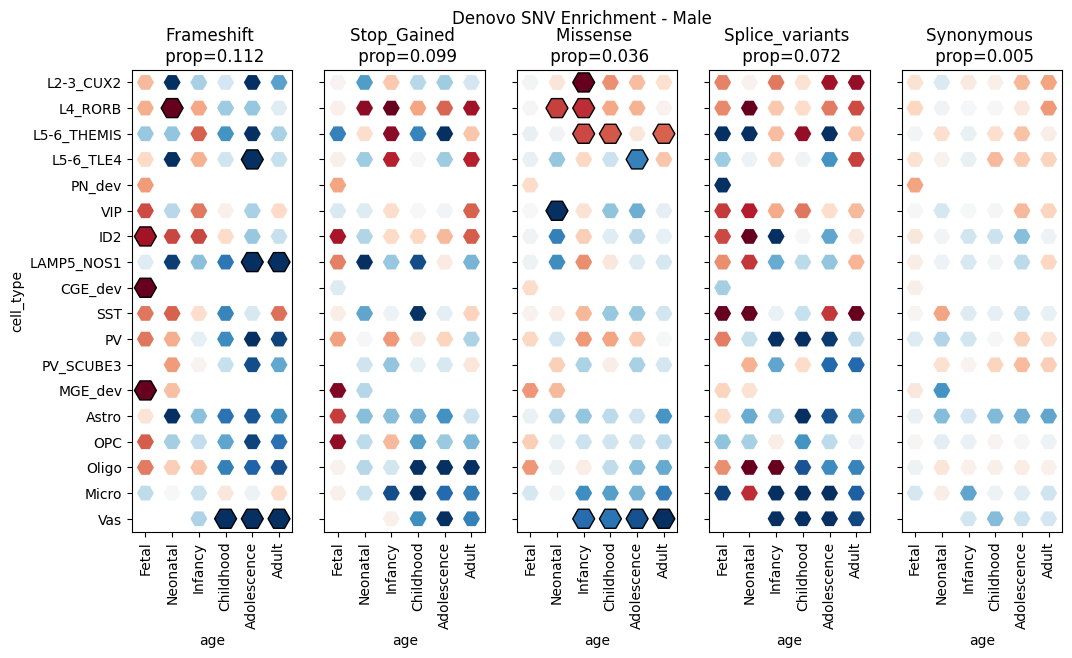 Denovo SNV Enrichment - Male
Frameshift
prop=0.112
Stop_Gained
prop=0.099
Missense
prop=0.036
Splice_variants
prop=0.072
Synonymous
prop=0.005
cell_type
L2-3_CUX2
L4_RORB
L5-6_THEMIS
L5-6_TLE4
PN_dev
VIP
ID2
LAMP5_NOS1
CGE_dev
SST
PV
PV_SCUBE3
MGE_dev
Astro
OPC
Oligo
Micro
Vas
Fetal
Neonatal
Infancy
Childhood
Adolescence
Adult
age
Fetal
Neonatal
Infancy
Childhood
Adolescence
Adult
age
Fetal
Neonatal
Infancy
Childhood
Adolescence
Adult
age
Fetal
Neonatal
Infancy
Childhood
Adolescence
Adult
age
Fetal
Neonatal
Infancy
Childhood
Adolescence
Adult
age